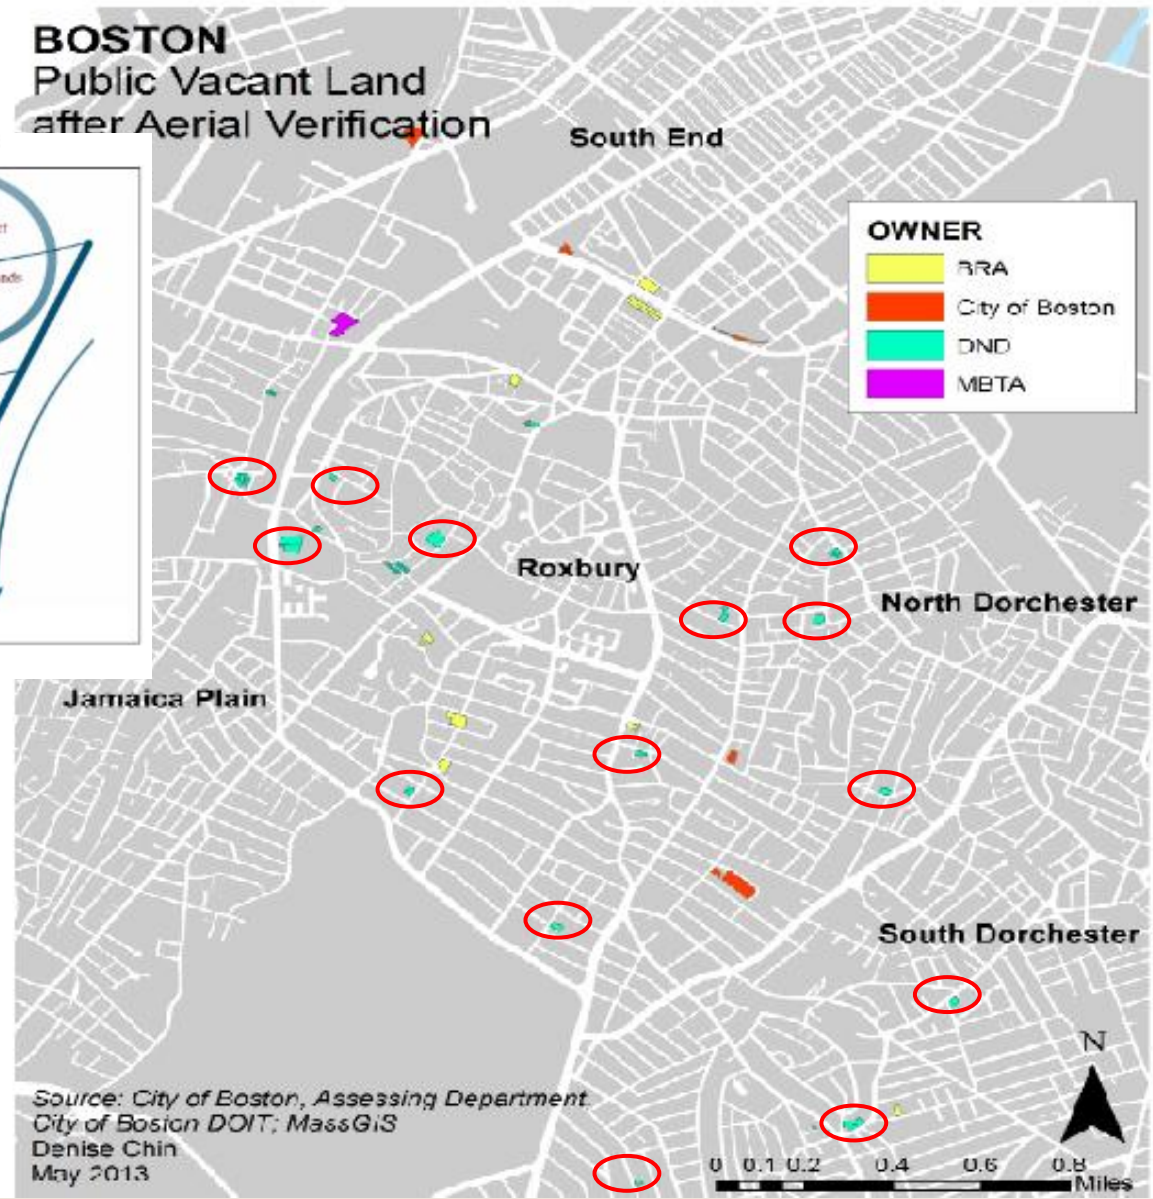 BOSTON
Public Vacant Land
after Aerial Verification
South End
OWNER
BRA
City of Boston
DND
MBTA
Roxbury
North Dorchester
Jamaica Plain
South Dorchester
N
Source: City of Boston, Assessing Department
City of Boston DOIT; MassGIS
Denise Chin
May 2013
0 0.1 0.2 0.4 0.6 0.8
Miles